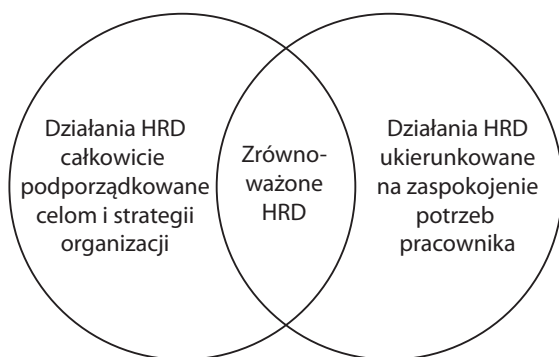 Działania HRD
całkowicie
podporządkowane
celom i strategii
organizacji
Zrówno-
ważone
HRD
Działania HRD
ukierunkowane
na zaspokojenie
potrzeb
pracownika